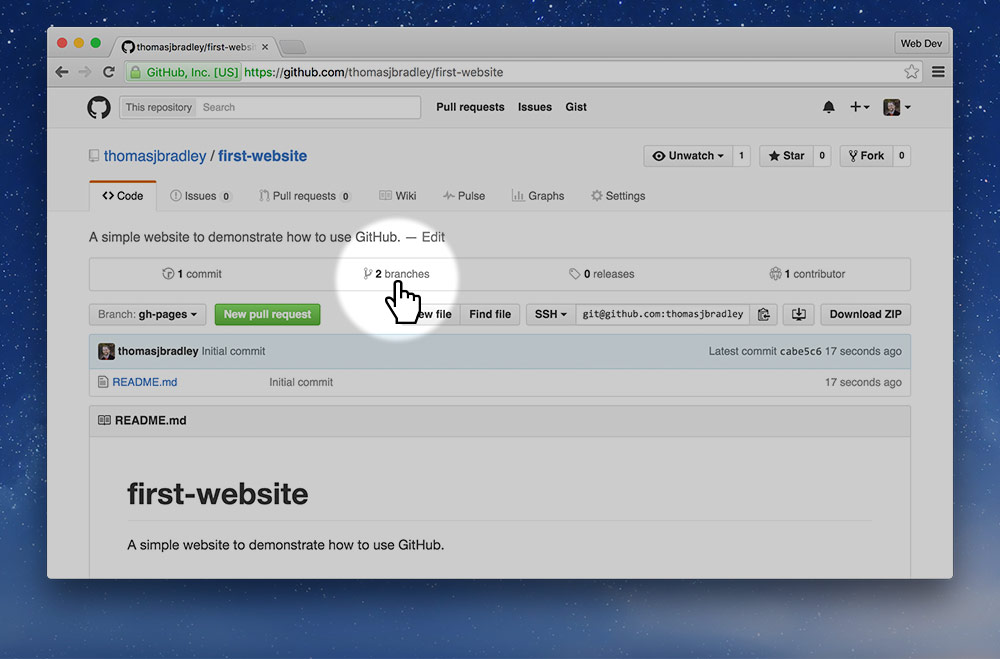 thomasjbradley/first-websi
Web Dev
GitHub, Inc. [US] https://github.com/thomasjbradley/first-website
This repository Search Pull requests Issues Gist
thomasjbradley / first-website
Unwatch 1 Star 0 Fork 0
Code Issues 0 Pull requests 0 Wiki Pulse Graphs Settings
A simple website to demonstrate how to use GitHub. — Edit
1 commit 2 branches 0 releases 1 contributor
Branch: gh-pages New pull request file Find file SSH git@github.com:thomasjbradley Download ZIP
thomasjbradley Initial commit Latest commit cabe5c6 17 seconds ago
README.md Initial commit 17 seconds ago
README.md
first-website
A simple website to demonstrate how to use GitHub.